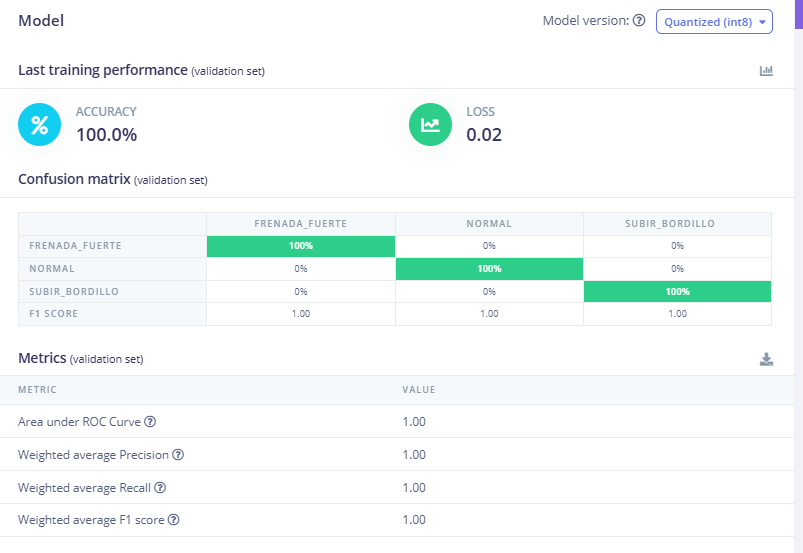 Model
Model version: Quantized (int8)
Last training performance (validation set)
% ACCURACY 100.0%
LOSS 0.02
Confusion matrix (validation set)
FRENADA_FUERTE NORMAL SUBIR_BORDILLO
FRENADA_FUERTE 100% 0% 0%
NORMAL 0% 100% 0%
SUBIR_BORDILLO 0% 0% 100%
F1 SCORE 1.00 1.00 1.00
Metrics (validation set)
METRIC VALUE
Area under ROC Curve 1.00
Weighted average Precision 1.00
Weighted average Recall 1.00
Weighted average F1 score 1.00